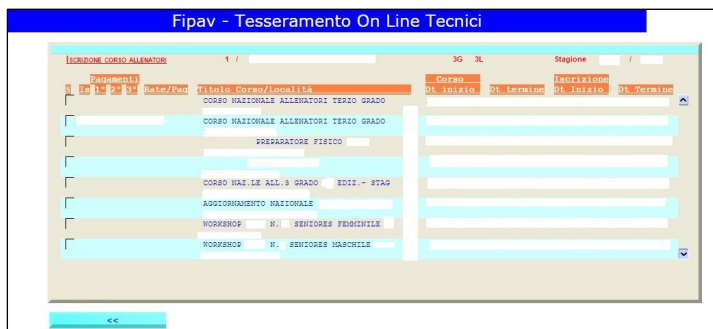 Fipav - Tesseramento On Line Tecnici
ISCRIZIONE CORSO ALLENATORI 1 / 3G 3L Stagione /
Pagamenti Corso Iscrizione
S Is 1° 2° 3° Rate/Pag Titolo Corso/Località Dt inizio Dt termine Dt Inizio Dt Termine
CORSO NAZIONALE ALLENATORI TERZO GRADO
CORSO NAZIONALE ALLENATORI TERZO GRADO
PREPARATORE FISICO
CORSO NAZ.LE ALL.3 GRADO EDIZ.- STAG
AGGIORNAMENTO NAZIONALE
WORKSHOP N. SENIORES FEMMINILE
WORKSHOP N. SENIORES MASCHILE
<<